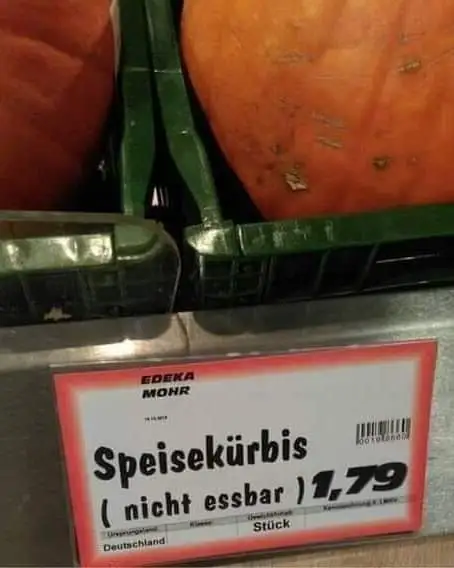 EDEKA
MOHR
Speisekürbis
( nicht essbar ) 1,79
Ursprungsland: Klasse:
Deutschland Stück